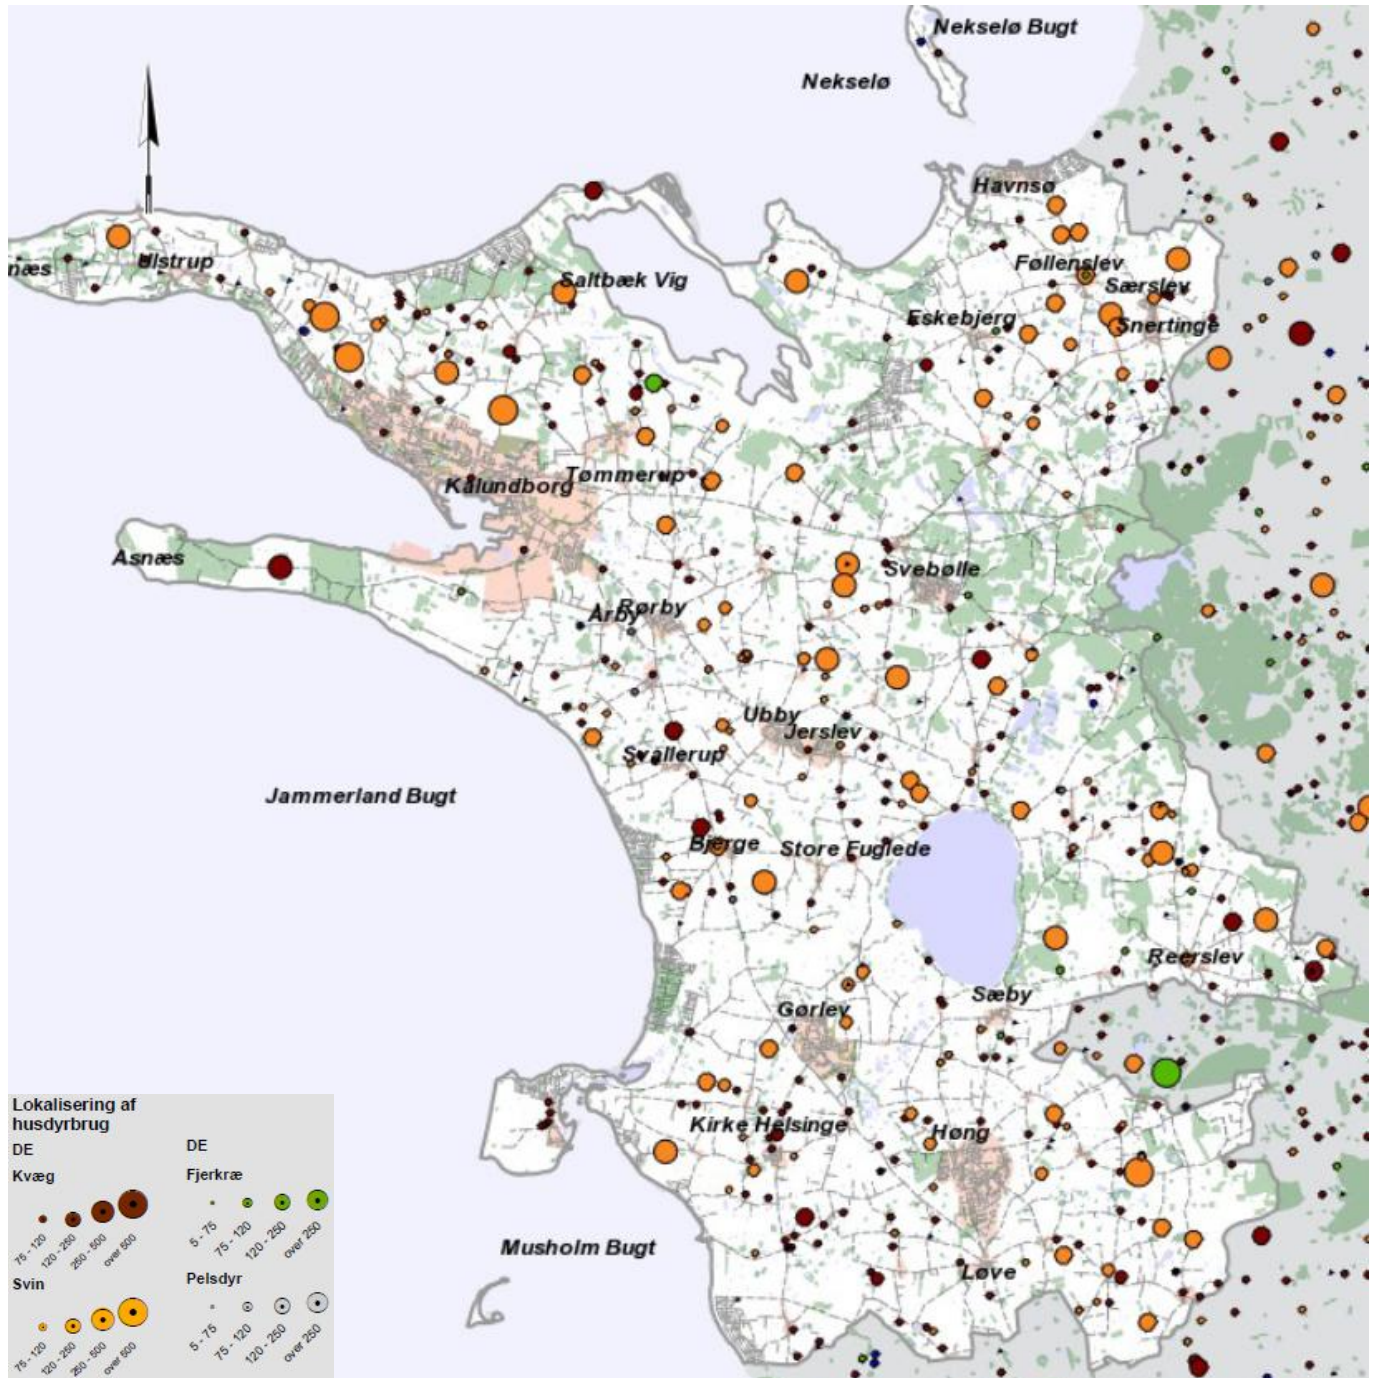 Nekselø Bugt
Nekselø
Havnsø
næs
Ulstrup
Saltbæk Vig
Føllenslev
Særslev
Eskebjerg
Snertinge
Tømmerup
Kalundborg
Asnæs
Svebølle
Rørby
Årby
Ubby
Jerslev
Svallerup
Jammerland Bugt
Bjerge
Store Fuglede
Reerslev
Sæby
Gørlev
Kirke Helsinge
Høng
Musholm Bugt
Løve
Lokalisering af
husdyrbrug
DE
Kvæg
75 - 120
120 - 250
250 - 500
over 500
Svin
75 - 120
120 - 250
250 - 500
over 500
DE
Fjerkræ
5 - 75
75 - 120
120 - 250
over 250
Pelsdyr
5 - 75
75 - 120
120 - 250
over 250